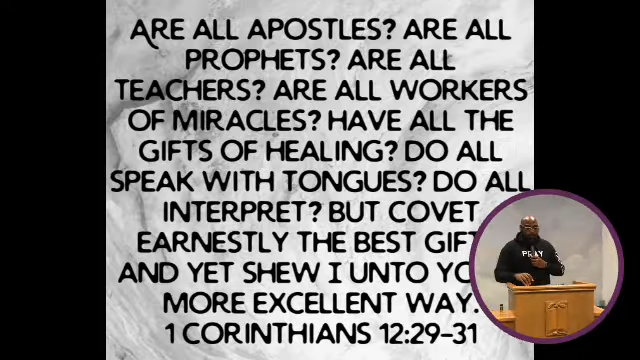 ARE ALL APOSTLES? ARE ALL
PROPHETS? ARE ALL
TEACHERS? ARE ALL WORKERS
OF MIRACLES? HAVE ALL THE
GIFTS OF HEALING? DO ALL
SPEAK WITH TONGUES? DO ALL
INTERPRET? BUT COVET
EARNESTLY THE BEST
AND YET SHEW I UNTO
MORE EXCELLENT WAY.
1 CORINTHIANS 12:29-31
PRAY